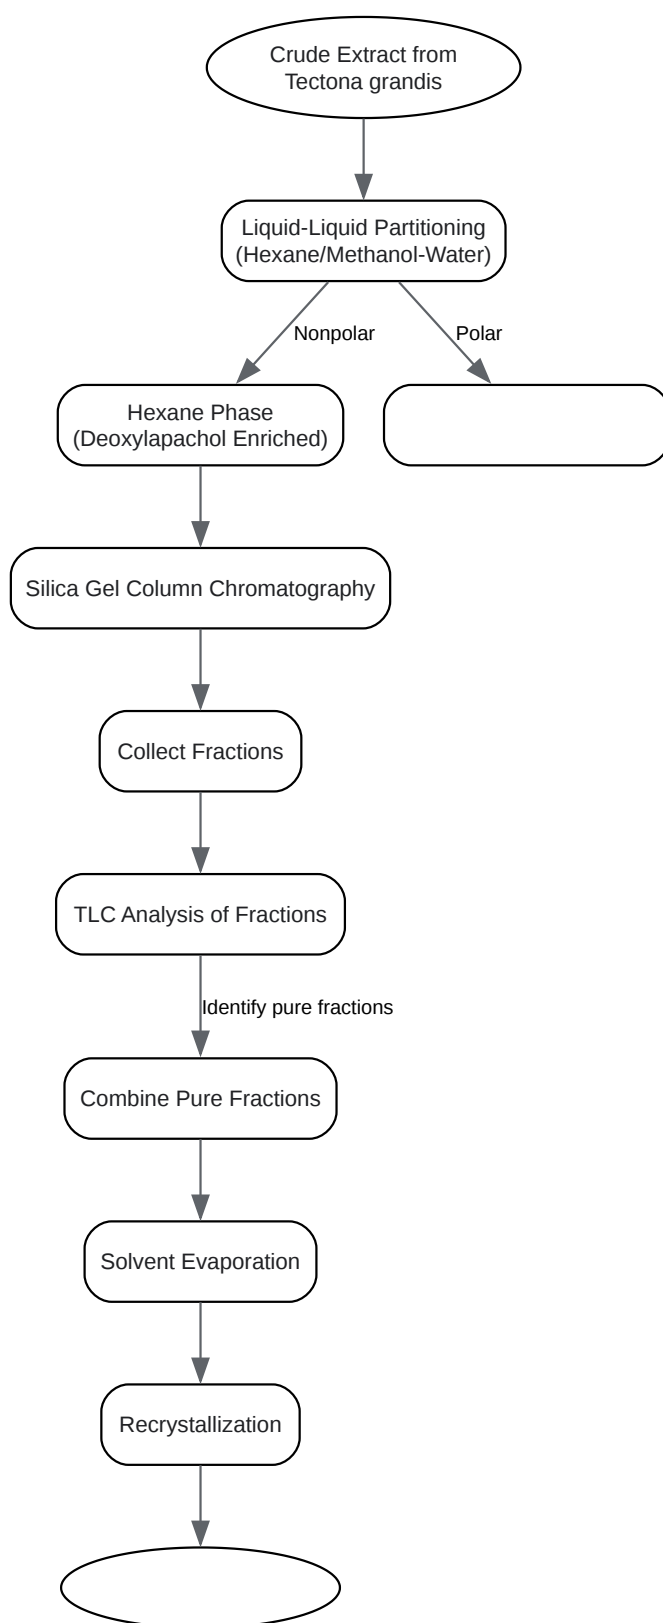 Crude Extract from
Tectona grandis
Liquid-Liquid Partitioning
(Hexane/Methanol-Water)
Nonpolar
Polar
Hexane Phase
(Deoxylapachol Enriched)
Silica Gel Column Chromatography
Collect Fractions
TLC Analysis of Fractions
Identify pure fractions
Combine Pure Fractions
Solvent Evaporation
Recrystallization